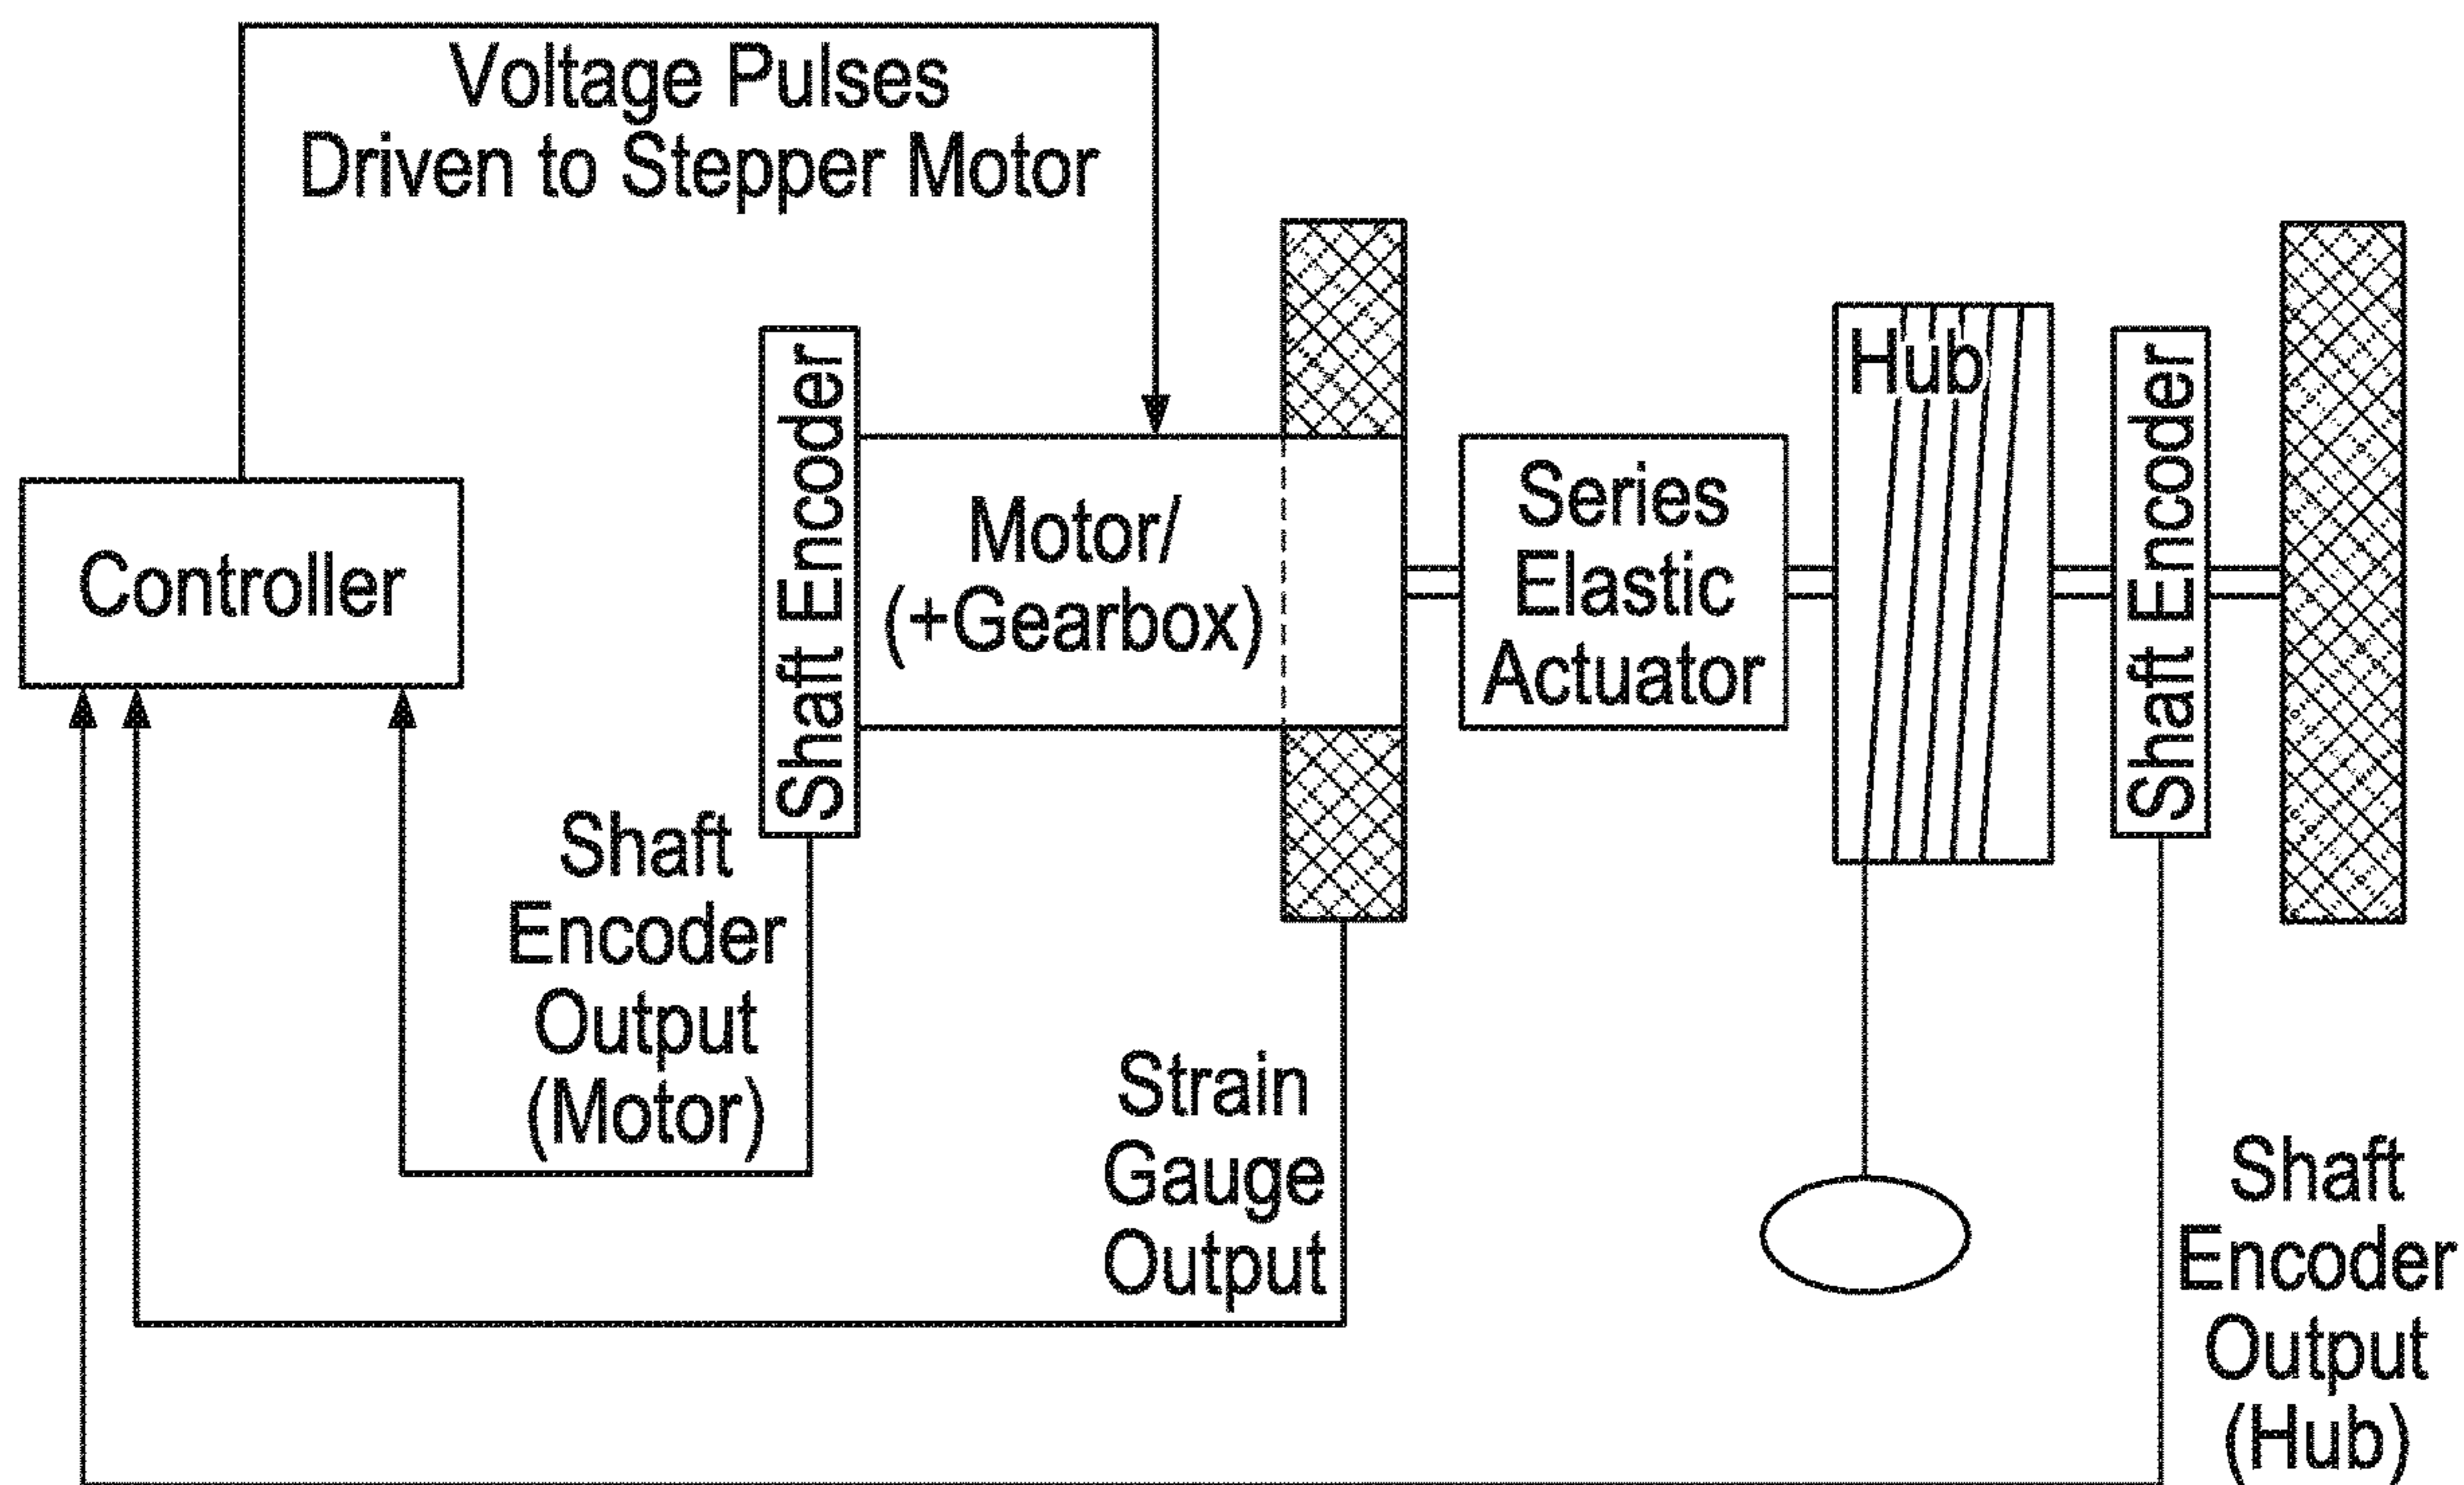 Voltage Pulses
Driven to Stepper Motor
Controller
Shaft Encoder
Motor/
(+Gearbox)
Series
Elastic
Actuator
Hub
Shaft Encoder
Shaft
Encoder
Output
(Motor)
Strain
Gauge
Output
Shaft
Encoder
Output
(Hub)